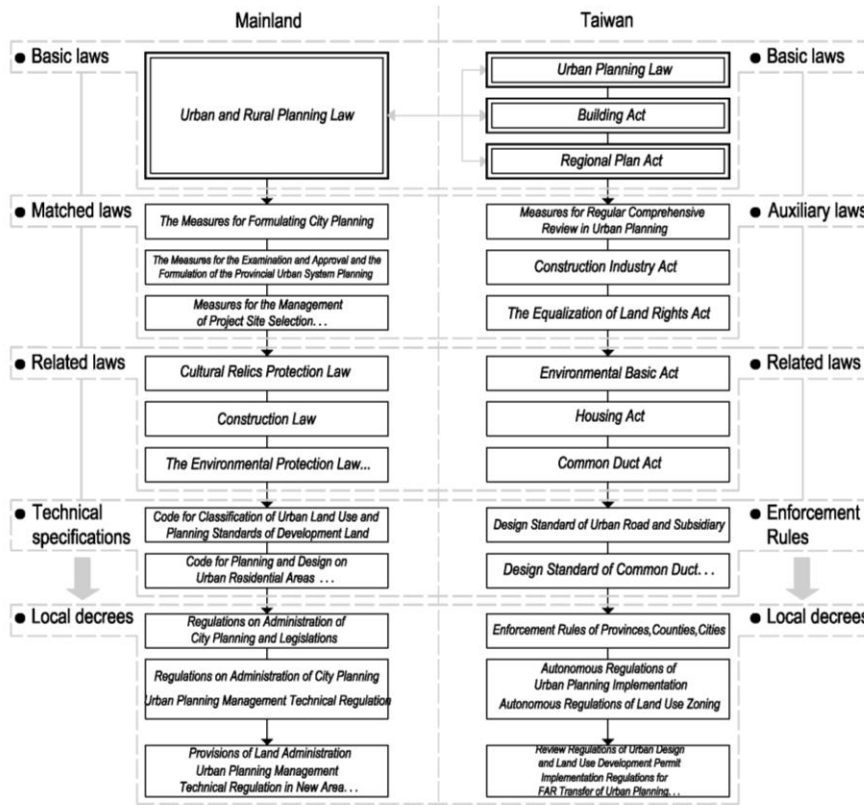 Mainland
Taiwan
● Basic laws
Urban and Rural Planning Law
Urban Planning Law
Building Act
Regional Plan Act
● Basic laws
● Matched laws
The Measures for Formulating City Planning
The Measures for the Examination and Approval and the
Formulation of the Provincial Urban System Planning
Measures for the Management
of Project Site Selection...
Measures for Regular Comprehensive
Review in Urban Planning
Construction Industry Act
The Equalization of Land Rights Act
● Auxiliary laws
● Related laws
Cultural Relics Protection Law
Construction Law
The Environmental Protection Law...
Environmental Basic Act
Housing Act
Common Duct Act
● Related laws
● Technical
specifications
Code for Classification of Urban Land Use and
Planning Standards of Development Land
Code for Planning and Design on
Urban Residential Areas ...
Design Standard of Urban Road and Subsidiary
Design Standard of Common Duct...
● Enforcement
Rules
● Local decrees
Regulations on Administration of
City Planning and Legislations
Regulations on Administration of City Planning
Urban Planning Management Technical Regulation
Provisions of Land Administration
Urban Planning Management
Technical Regulation in New Area...
Enforcement Rules of Provinces,Counties,Cities
Autonomous Regulations of
Urban Planning Implementation
Autonomous Regulations of Land Use Zoning
Review Regulations of Urban Design
and Land Use Development Permit
Implementation Regulations for
FAR Transfer of Urban Planning...
● Local decrees